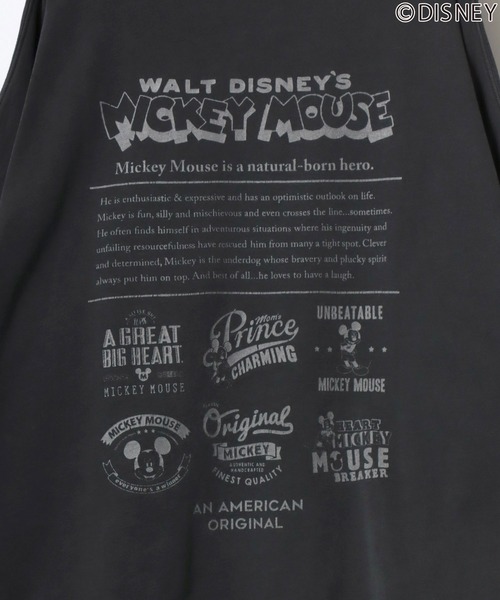 ©DISNEY
WALT DISNEY'S
MICKEY MOUSE
Mickey Mouse is a natural-born hero.
He is enthusiastic & expressive and has an optimistic outlook on life.
Mickey is fun, silly and mischievous and even crosses the line...sometimes.
He often finds himself in adventurous situations where his ingenuity and
unfailing resourcefulness have rescued him from many a tight spot. Clever
and determined, Mickey is the underdog whose bravery and plucky spirit
always put him on top. And best of all...he loves to have a laugh.
A GREAT
BIG HEART.
MICKEY MOUSE
Mom's
Prince
CHARMING
UNBEATABLE
MICKEY MOUSE
MICKEY MOUSE
everyone's a winner
Original
MICKEY
AUTHENTIC AND
HANDCRAFTED
FINEST QUALITY
HEART
MICKEY
MOUSE
BREAKER
AN AMERICAN
ORIGINAL